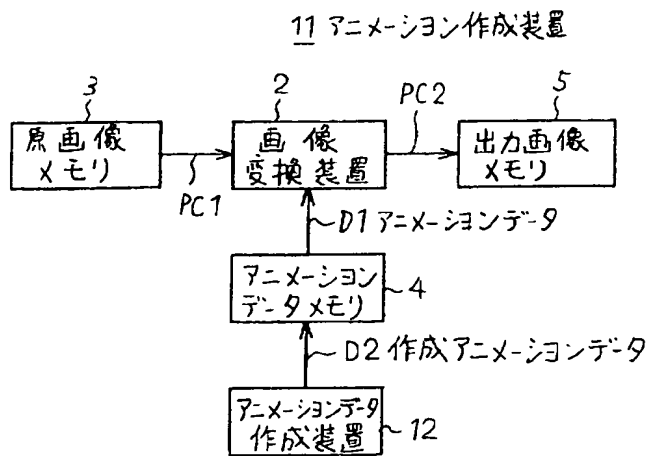 11 アニメーション作成装置
3
2
PC2
5
原画像
メモリ
画像
変換装置
出力画像
メモリ
PC1
D1 アニメーションデータ
アニメーション
データメモリ
4
D2 作成アニメーションデータ
アニメーションデータ
作成装置
12